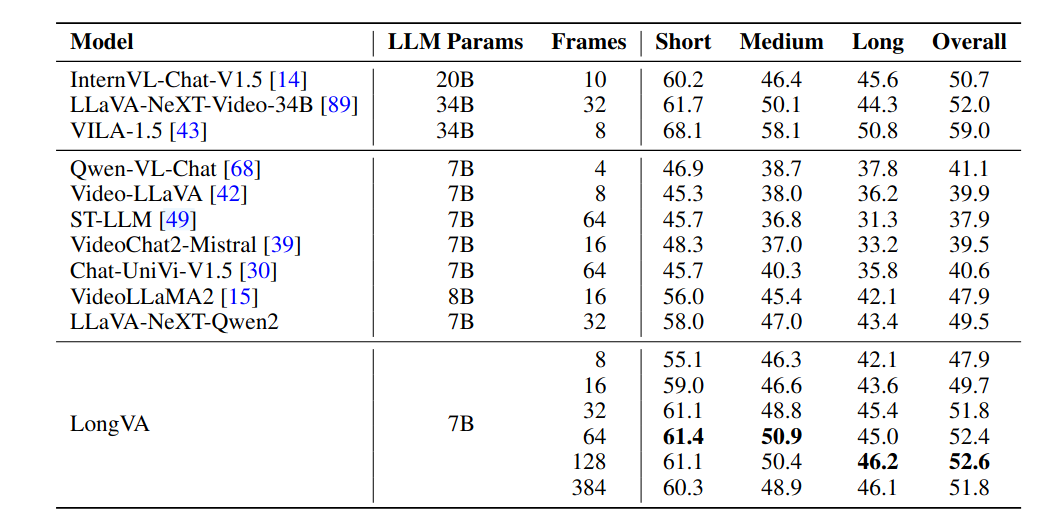 Model LLM Params Frames Short Medium Long Overall
InternVL-Chat-V1.5 [14] 20B 10 60.2 46.4 45.6 50.7
LLaVA-NeXT-Video-34B [89] 34B 32 61.7 50.1 44.3 52.0
VILA-1.5 [43] 34B 8 68.1 58.1 50.8 59.0
Qwen-VL-Chat [68] 7B 4 46.9 38.7 37.8 41.1
Video-LLaVA [42] 7B 8 45.3 38.0 36.2 39.9
ST-LLM [49] 7B 64 45.7 36.8 31.3 37.9
VideoChat2-Mistral [39] 7B 16 48.3 37.0 33.2 39.5
Chat-UniVi-V1.5 [30] 7B 64 45.7 40.3 35.8 40.6
VideoLLaMA2 [15] 8B 16 56.0 45.4 42.1 47.9
LLaVA-NeXT-Qwen2 7B 32 58.0 47.0 43.4 49.5
8 55.1 46.3 42.1 47.9
16 59.0 46.6 43.6 49.7
32 61.1 48.8 45.4 51.8
LongVA 7B
64 61.4 50.9 45.0 52.4
128 61.1 50.4 46.2 52.6
384 60.3 48.9 46.1 51.8